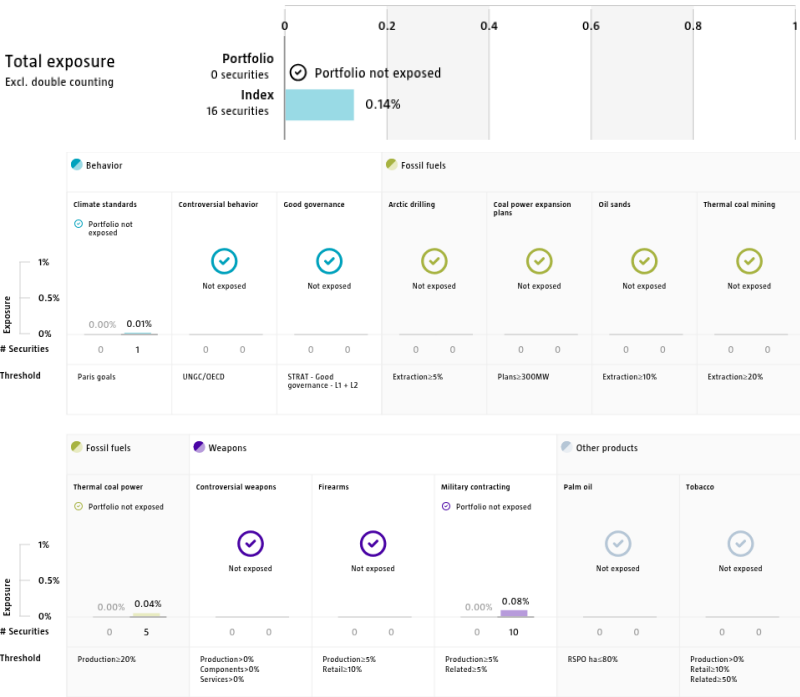 0 0.2 0.4 0.6 0.8 1
Total exposure
Excl. double counting
Portfolio
0 securities
Portfolio not exposed
Index
16 securities
0.14%
Behavior
Fossil fuels
Climate standards
Controversial behavior
Good governance
Arctic drilling
Coal power expansion
plans
Oil sands
Thermal coal mining
Portfolio not
exposed
Exposure
1%
0.5%
0%
0.00% 0.01%
Not exposed
Not exposed
Not exposed
Not exposed
Not exposed
Not exposed
# Securities 0 1 0 0 0 0 0 0 0 0 0 0 0 0
Threshold
Paris goals
UNGC/OECD
STRAT - Good
governance - L1 + L2
Extraction≥5%
Plans≥300MW
Extraction≥10%
Extraction≥20%
Fossil fuels
Weapons
Other products
Thermal coal power
Controversial weapons
Firearms
Military contracting
Palm oil
Tobacco
Portfolio not exposed
Portfolio not exposed
Exposure
1%
0.5%
0%
0.00% 0.04%
Not exposed
Not exposed
0.00% 0.08%
Not exposed
Not exposed
# Securities 0 5 0 0 0 0 0 10 0 0 0 0
Threshold
Production≥20%
Production>0%
Components>0%
Services>0%
Production≥5%
Retail≥10%
Production≥5%
Related≥5%
RSPO ha≤80%
Production>0%
Retail≥10%
Related≥50%